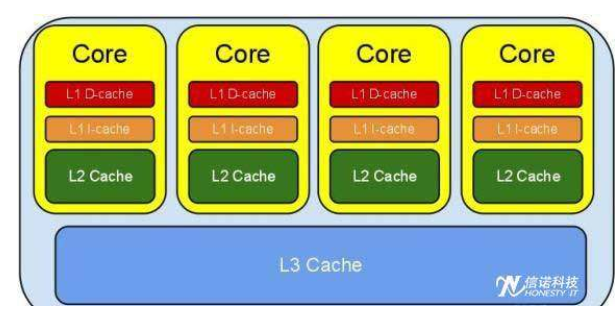 Core Core Core Core
L1 D-cache L1 D-cache L1 D-cache L1 D-cache
L1 I-cache L1 I-cache L1 I-cache L1 I-cache
L2 Cache L2 Cache L2 Cache L2 Cache
L3 Cache
信诺科技
HONESTY IT